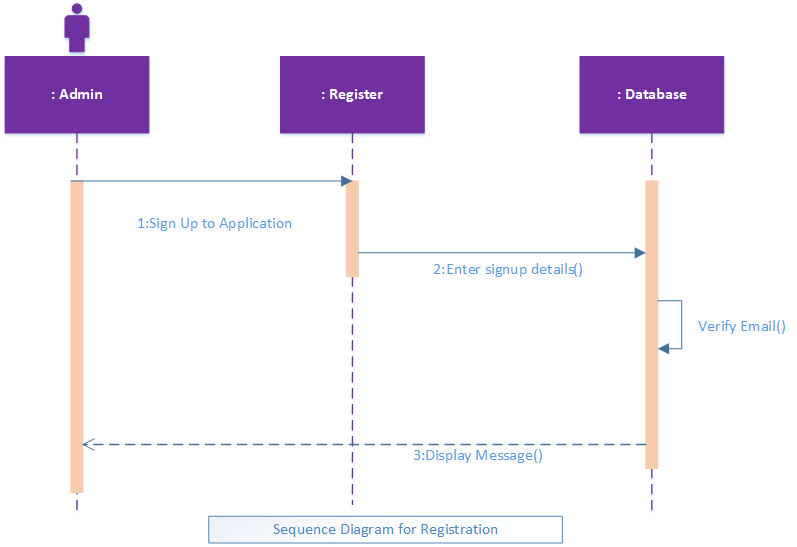 : Admin
: Register
: Database
1:Sign Up to Application
2:Enter signup details()
Verify Email()
3:Display Message()
Sequence Diagram for Registration